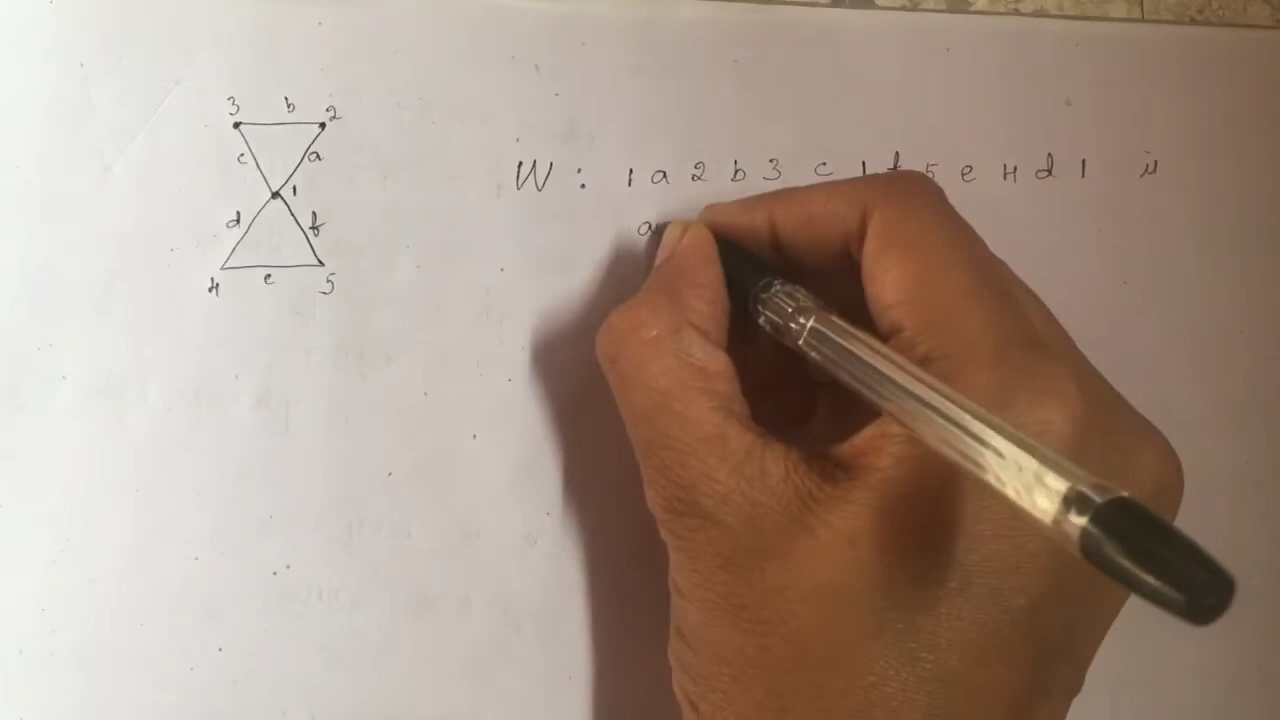 3 b 2
c a
1
d f
4 e 5
W : 1 a 2 b 3 c 1 f 5 e 4 d 1 is
a